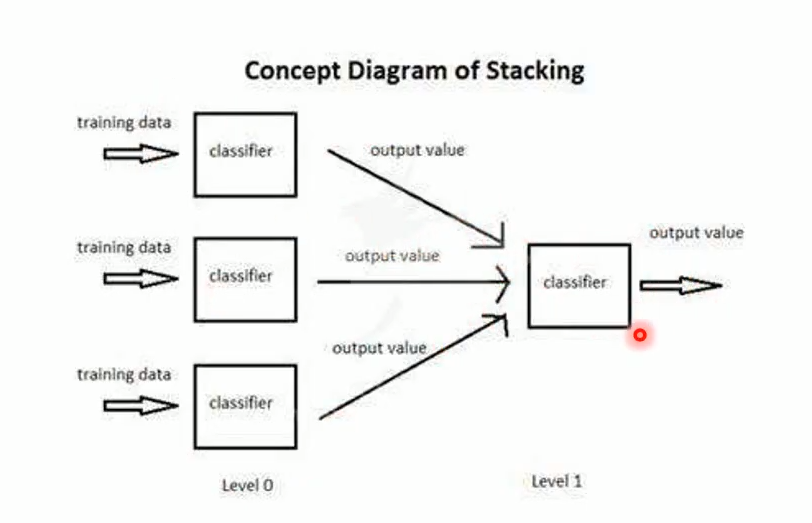 Concept Diagram of Stacking
training data
classifier
output value
training data
classifier
output value
training data
classifier
output value
classifier
output value
Level 0
Level 1